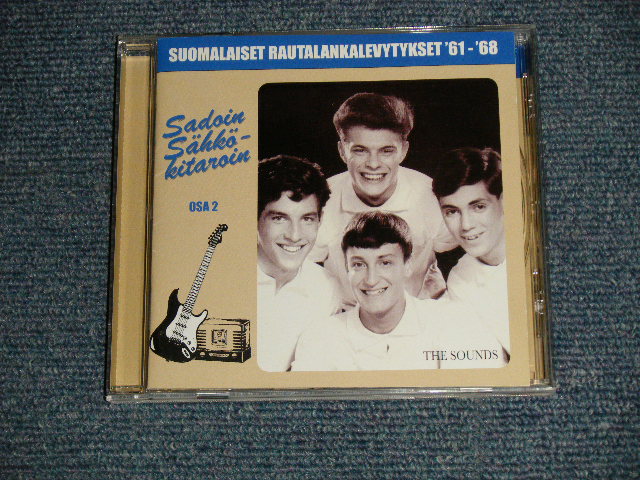 SUOMALAISET RAUTALANKALEVYTYKSET '61 - '68
Sadoin
Sähkö-
kitaroin
OSA 2
THE SOUNDS